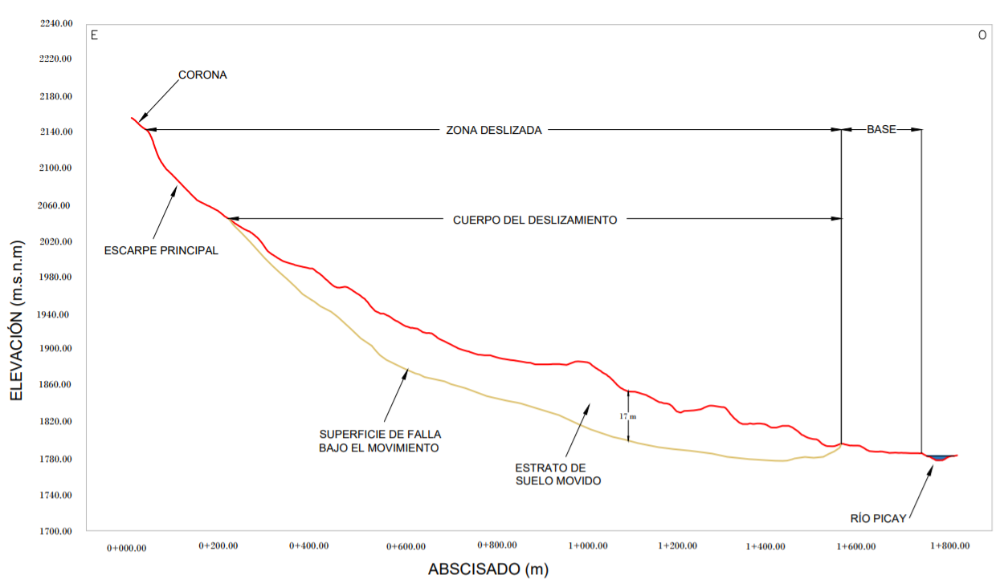 2240.00
E
O
2220.00
CORONA
2180.00
2140.00
ZONA DESLIZADA
BASE
2100.00
2060.00
CUERPO DEL DESLIZAMIENTO
2020.00
ESCARPE PRINCIPAL
1980.00
1940.00
1900.00
1860.00
1820.00
17 m
SUPERFICIE DE FALLA
BAJO EL MOVIMIENTO
1780.00
ESTRATO DE
SUELO MOVIDO
1740.00
RÍO PICAY
1700.00
ELEVACIÓN (m.s.n.m)
0+000.00
0+200.00
0+400.00
0+600.00
0+800.00
1+000.00
1+200.00
1+400.00
1+600.00
1+800.00
ABSCISADO (m)